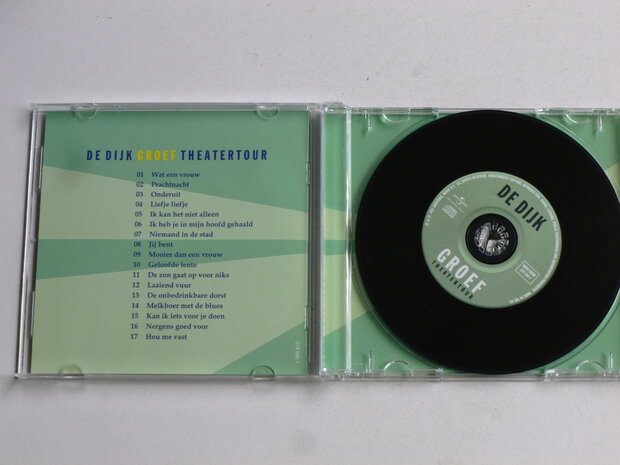 DE DIJK GROEF THEATERTOUR
01 Wat een vrouw
02 Prachtnacht
03 Onderuit
04 Liefje liefje
05 Ik kan het niet alleen
06 Ik heb je in mijn hoofd gehaald
07 Niemand in de stad
08 Jij bent
09 Mooier dan een vrouw
10 Geloofde lente
11 De zon gaat op voor niks
12 Laaiend vuur
13 De onbedrinkbare dorst
14 Melkboer met de blues
15 Kan ik iets voor je doen
16 Nergens goed voor
17 Hou me vast
DE DIJK
GROEF
THEATERTOUR